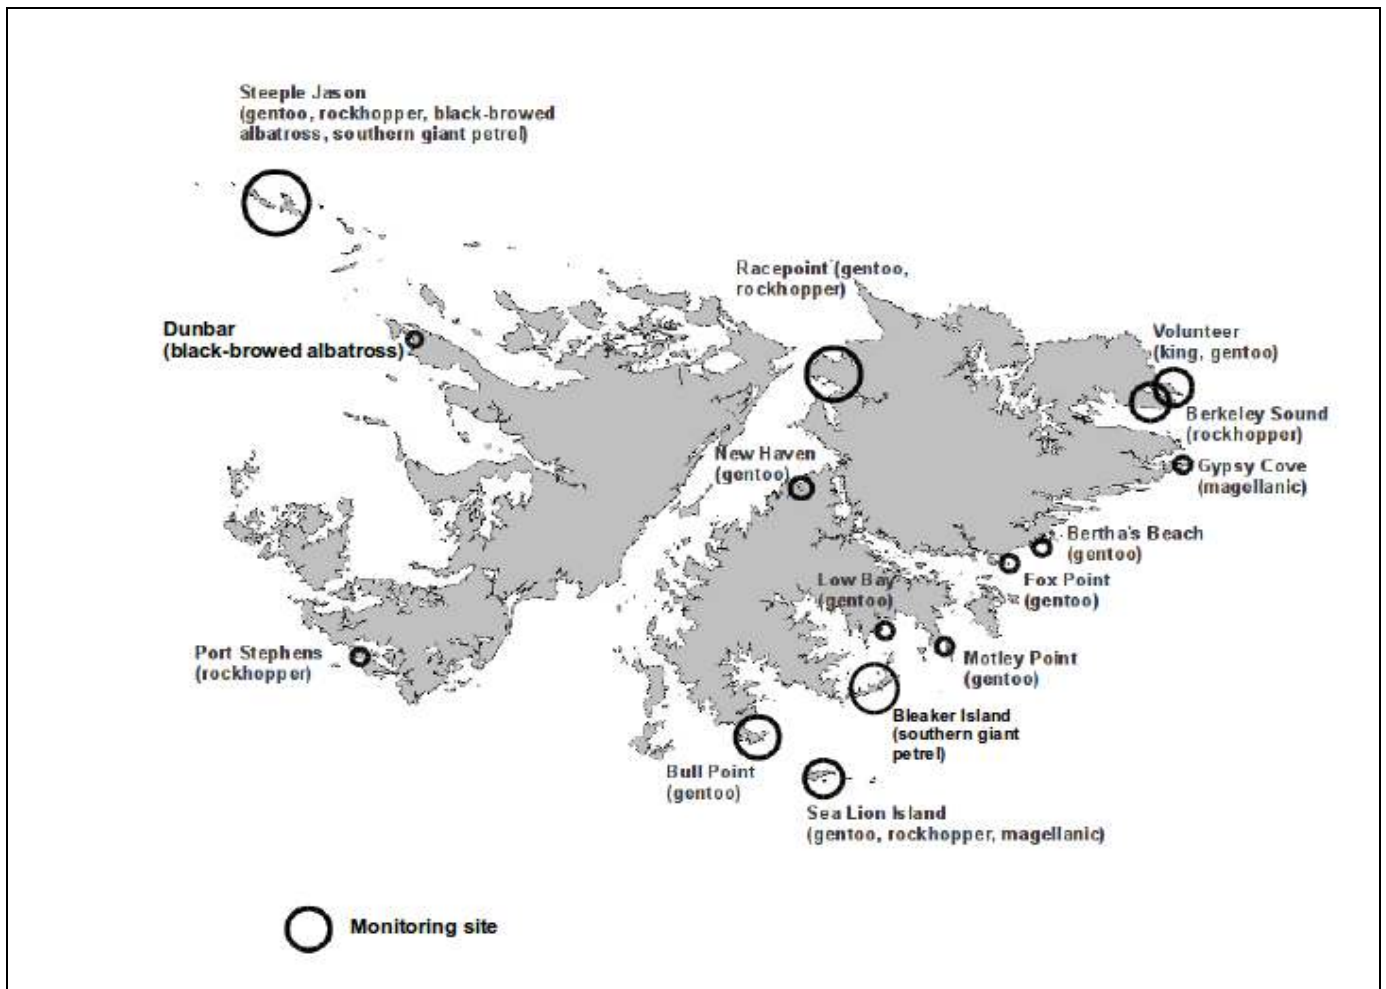 Steeple Jason
(gentoo, rockhopper, black-browed
albatross, southern giant petrel)
Racepoint (gentoo,
rockhopper)
Dunbar
(black-browed albatross)
Volunteer
(king, gentoo)
Berkeley Sound
(rockhopper)
New Haven
(gentoo)
Gypsy Cove
(magellanic)
Bertha's Beach
(gentoo)
Low Bay
(gentoo)
Fox Point
(gentoo)
Port Stephens
(rockhopper)
Motley Point
(gentoo)
Bleaker Island
(southern giant
petrel)
Bull Point
(gentoo)
Sea Lion Island
(gentoo, rockhopper, magellanic)
Monitoring site